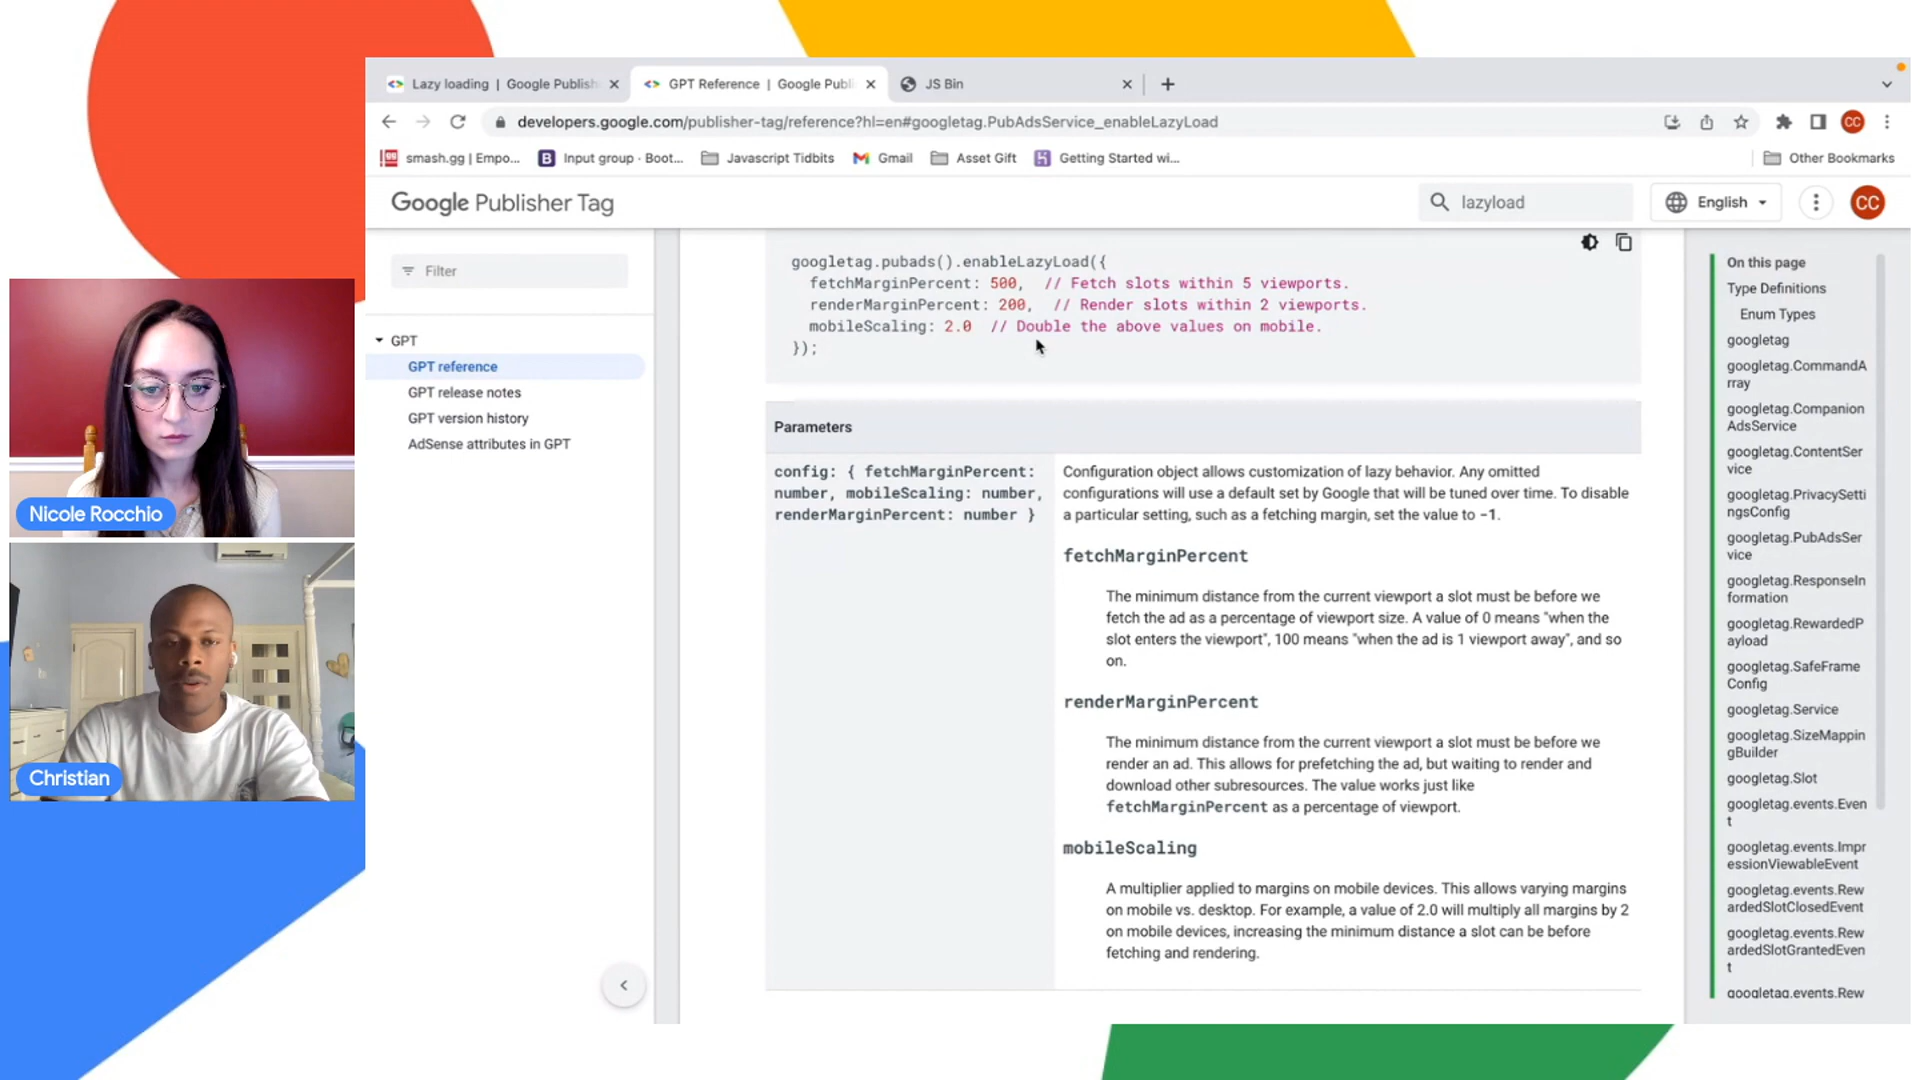 Lazy loading | Google Publish
GPT Reference | Google Publi
JS Bin
developers.google.com/publisher-tag/reference?hl=en#googletag.PubAdsService_enableLazyLoad
CC
smash.gg | Empo...
B Input group · Boot...
Javascript Tidbits
Gmail
Asset Gift
Getting Started wi...
Other Bookmarks
Google Publisher Tag
lazyload
English
CC
Filter
GPT
GPT reference
GPT release notes
GPT version history
AdSense attributes in GPT
googletag.pubads().enableLazyLoad({
fetchMarginPercent: 500, // Fetch slots within 5 viewports.
renderMarginPercent: 200, // Render slots within 2 viewports.
mobileScaling: 2.0 // Double the above values on mobile.
});
Parameters
config: { fetchMarginPercent:
number, mobileScaling: number,
renderMarginPercent: number }
Configuration object allows customization of lazy behavior. Any omitted
configurations will use a default set by Google that will be tuned over time. To disable
a particular setting, such as a fetching margin, set the value to -1.
fetchMarginPercent
The minimum distance from the current viewport a slot must be before we
fetch the ad as a percentage of viewport size. A value of 0 means "when the
slot enters the viewport", 100 means "when the ad is 1 viewport away", and so
on.
renderMarginPercent
The minimum distance from the current viewport a slot must be before we
render an ad. This allows for prefetching the ad, but waiting to render and
download other subresources. The value works just like
fetchMarginPercent as a percentage of viewport.
mobileScaling
A multiplier applied to margins on mobile devices. This allows varying margins
on mobile vs. desktop. For example, a value of 2.0 will multiply all margins by 2
on mobile devices, increasing the minimum distance a slot can be before
fetching and rendering.
On this page
Type Definitions
Enum Types
googletag
googletag.CommandA
rray
googletag.Companion
AdsService
googletag.ContentSer
vice
googletag.PrivacySetti
ngsConfig
googletag.PubAdsSer
vice
googletag.ResponseIn
formation
googletag.RewardedP
ayload
googletag.SafeFrame
Config
googletag.Service
googletag.SizeMappin
gBuilder
googletag.Slot
googletag.events.Even
t
googletag.events.Impr
essionViewableEvent
googletag.events.Rew
ardedSlotClosedEvent
googletag.events.Rew
ardedSlotGrantedEven
t
googletag.events.Rew
Nicole Rocchio
Christian